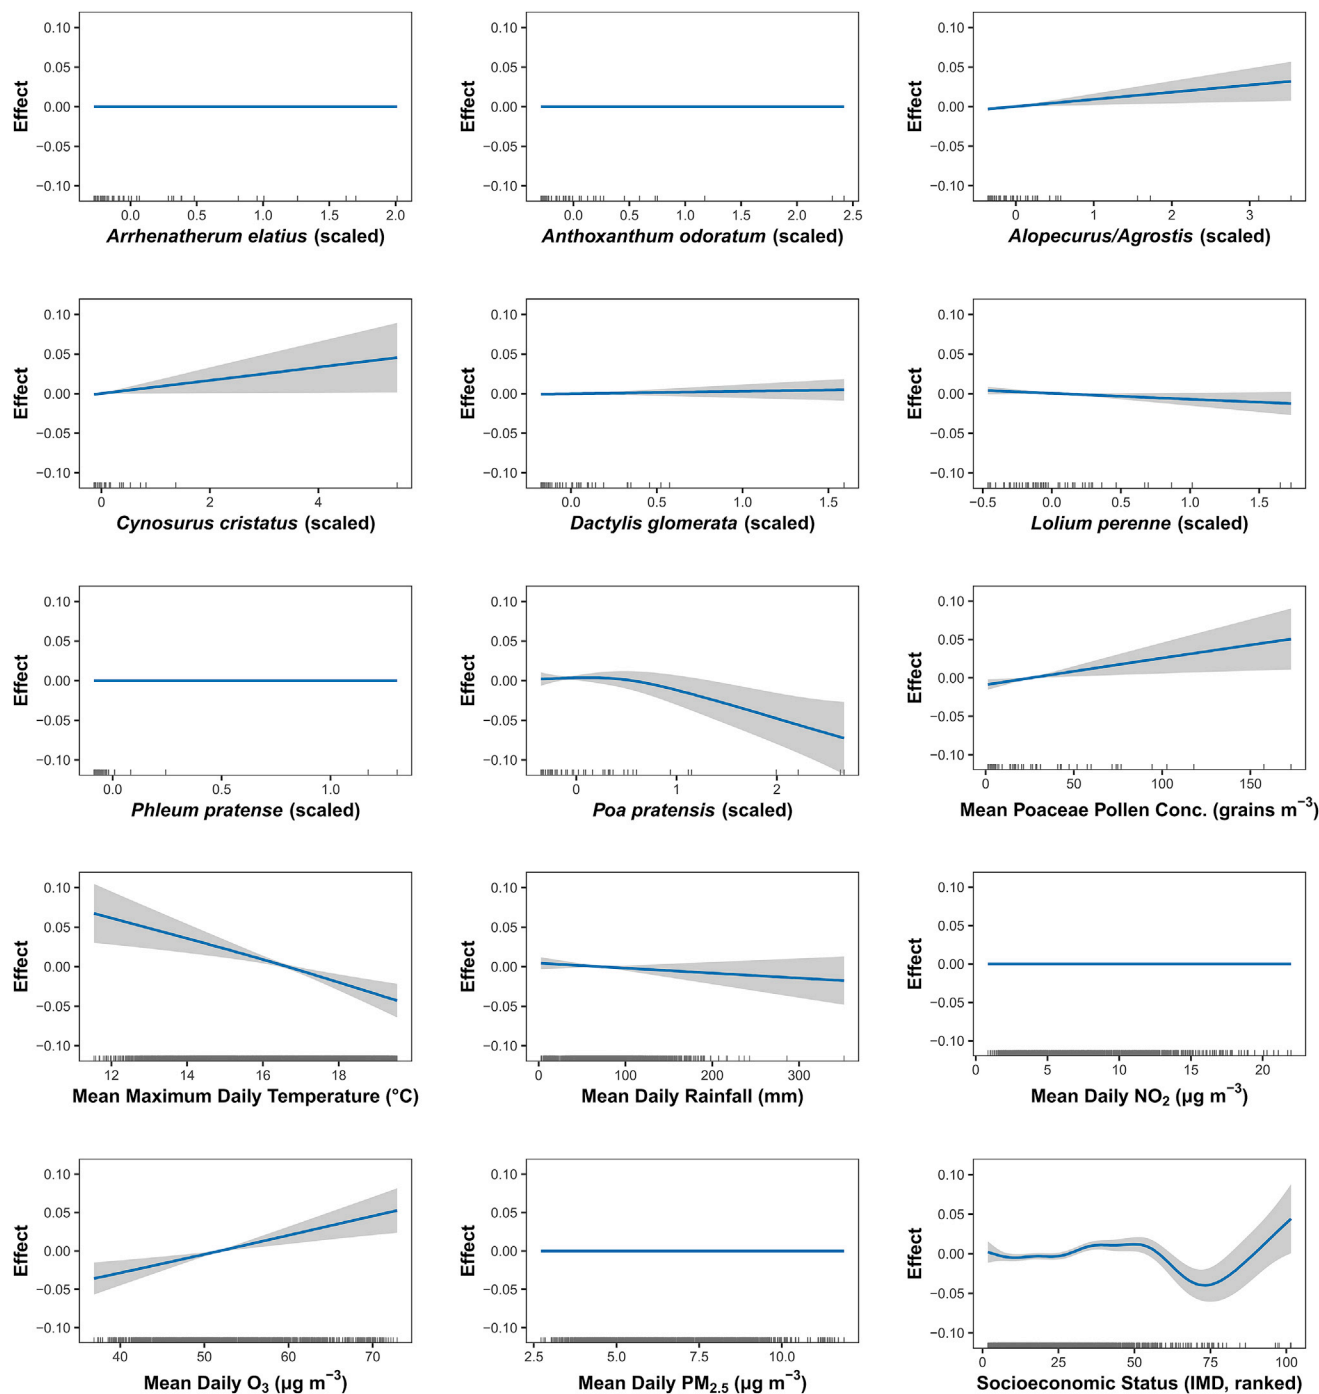 0.10
0.05
0.00
−0.05
−0.10
Effect
0.0 0.5 1.0 1.5 2.0
Arrhenatherum elatius (scaled)
0.10
0.05
0.00
−0.05
−0.10
Effect
0.0 0.5 1.0 1.5 2.0 2.5
Anthoxanthum odoratum (scaled)
0.10
0.05
0.00
−0.05
−0.10
Effect
0 1 2 3
Alopecurus/Agrostis (scaled)
0.10
0.05
0.00
−0.05
−0.10
Effect
0 2 4
Cynosurus cristatus (scaled)
0.10
0.05
0.00
−0.05
−0.10
Effect
0.0 0.5 1.0 1.5
Dactylis glomerata (scaled)
0.10
0.05
0.00
−0.05
−0.10
Effect
−0.5 0.0 0.5 1.0 1.5
Lolium perenne (scaled)
0.10
0.05
0.00
−0.05
−0.10
Effect
0.0 0.5 1.0
Phleum pratense (scaled)
0.10
0.05
0.00
−0.05
−0.10
Effect
0 1 2
Poa pratensis (scaled)
0.10
0.05
0.00
−0.05
−0.10
Effect
0 50 100 150
Mean Poaceae Pollen Conc. (grains m⁻³)
0.10
0.05
0.00
−0.05
−0.10
Effect
12 14 16 18
Mean Maximum Daily Temperature (°C)
0.10
0.05
0.00
−0.05
−0.10
Effect
0 100 200 300
Mean Daily Rainfall (mm)
0.10
0.05
0.00
−0.05
−0.10
Effect
0 5 10 15 20
Mean Daily NO₂ (µg m⁻³)
0.10
0.05
0.00
−0.05
−0.10
Effect
40 50 60 70
Mean Daily O₃ (µg m⁻³)
0.10
0.05
0.00
−0.05
−0.10
Effect
2.5 5.0 7.5 10.0
Mean Daily PM₂.₅ (µg m⁻³)
0.10
0.05
0.00
−0.05
−0.10
Effect
0 25 50 75 100
Socioeconomic Status (IMD, ranked)